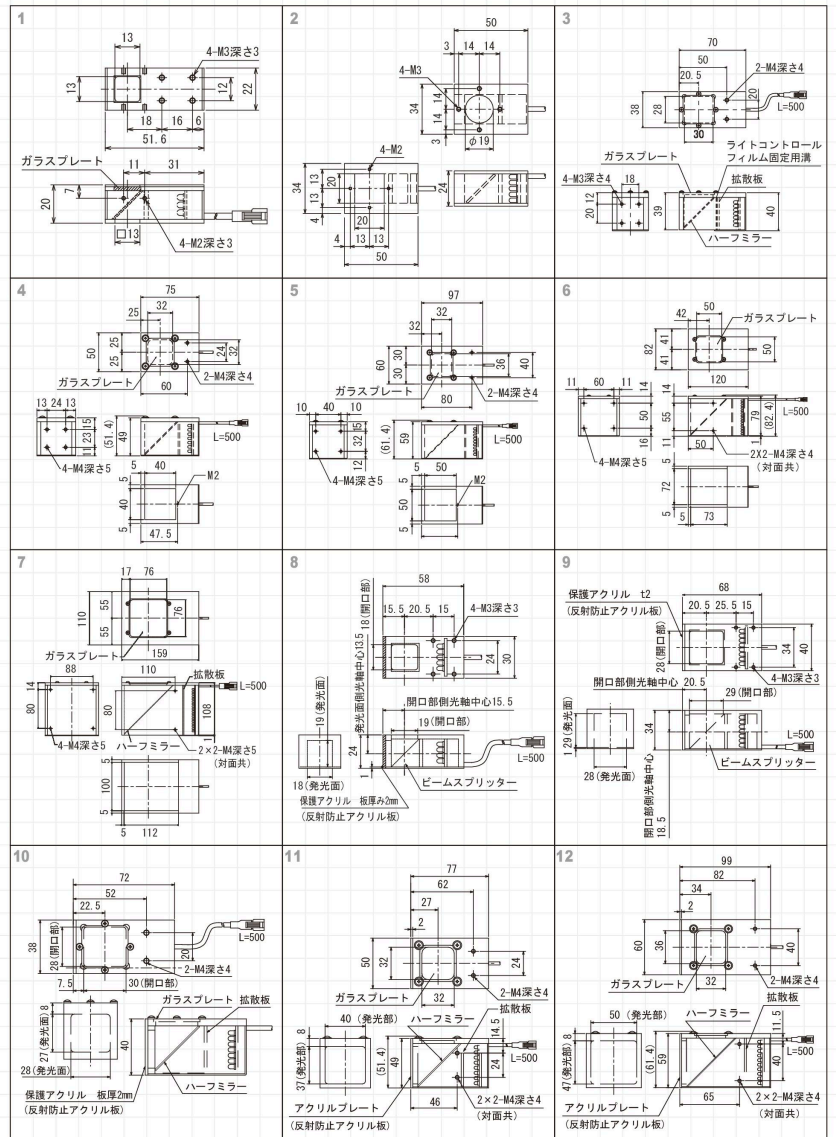 1
13
4-M3深さ3
13
12
22
18
16
6
51.6
ガラスプレート
11
31
7
20
□13
4-M2深さ3
2
50
3
14
14
4-M3
34
14
14
3
φ19
4-M2
34
13
13
20
4
20
4
13
13
50
24
3
70
50
2-M4深さ4
20.5
38
28
20
L=500
30
ライトコントロール
フィルム固定用溝
ガラスプレート
拡散板
4-M3深さ4
18
12
20
39
40
ハーフミラー
4
75
25
32
50
25
25
24
32
ガラスプレート
2-M4深さ4
60
13
24
13
15
23
11
(51.4)
49
L=500
4-M4深さ5
5
40
M2
5
40
5
47.5
5
97
32
32
60
30
30
36
40
ガラスプレート
2-M4深さ4
80
10
40
10
15
32
12
(61.4)
59
L=500
4-M4深さ5
5
50
M2
5
50
5
6
42
50
ガラスプレート
82
41
41
50
120
11
60
11
14
50
16
14
55
11
79
(82.4)
L=500
1
50
4-M4深さ5
2X2-M4深さ4
(対面共)
5
72
5
5
73
7
17
76
110
55
55
76
ガラスプレート
159
88
110
拡散板
14
80
80
L=500
108
1
4-M4深さ5
ハーフミラー
2×2-M4深さ5
(対面共)
5
100
5
5
112
8
58
15.5
20.5
15
4-M3深さ3
18(開口部)
24
30
発光面側光軸中心13.5
開口部側光軸中心15.5
19(発光面)
19(開口部)
24
1
L=500
18(発光面)
ビームスプリッター
保護アクリル 板厚み2mm
(反射防止アクリル板)
9
保護アクリル t2
(反射防止アクリル板)
68
20.5
25.5
15
28(開口部)
34
40
4-M3深さ3
開口部側光軸中心 20.5
29(開口部)
29(発光面)
1
34
L=500
28(発光面)
ビームスプリッター
開口部側光軸中心
18.5
10
72
52
22.5
38
28(開口部)
20
L=500
2-M4深さ4
7.5
30(開口部)
ガラスプレート
拡散板
8
27(発光面)
40
28(発光面)
ハーフミラー
保護アクリル 板厚2mm
(反射防止アクリル板)
11
77
62
27
2
50
32
24
2-M4深さ4
ガラスプレート
32
拡散板
40(発光部)
ハーフミラー
8
37(発光部)
(51.4)
49
14.5
24
L=500
アクリルプレート
(反射防止アクリル板)
46
2×2-M4深さ4
(対面共)
12
99
82
34
2
60
36
40
2-M4深さ4
ガラスプレート
32
拡散板
50(発光部)
ハーフミラー
8
47(発光部)
(61.4)
59
11.5
40
L=500
アクリルプレート
(反射防止アクリル板)
65
2×2-M4深さ4
(対面共)